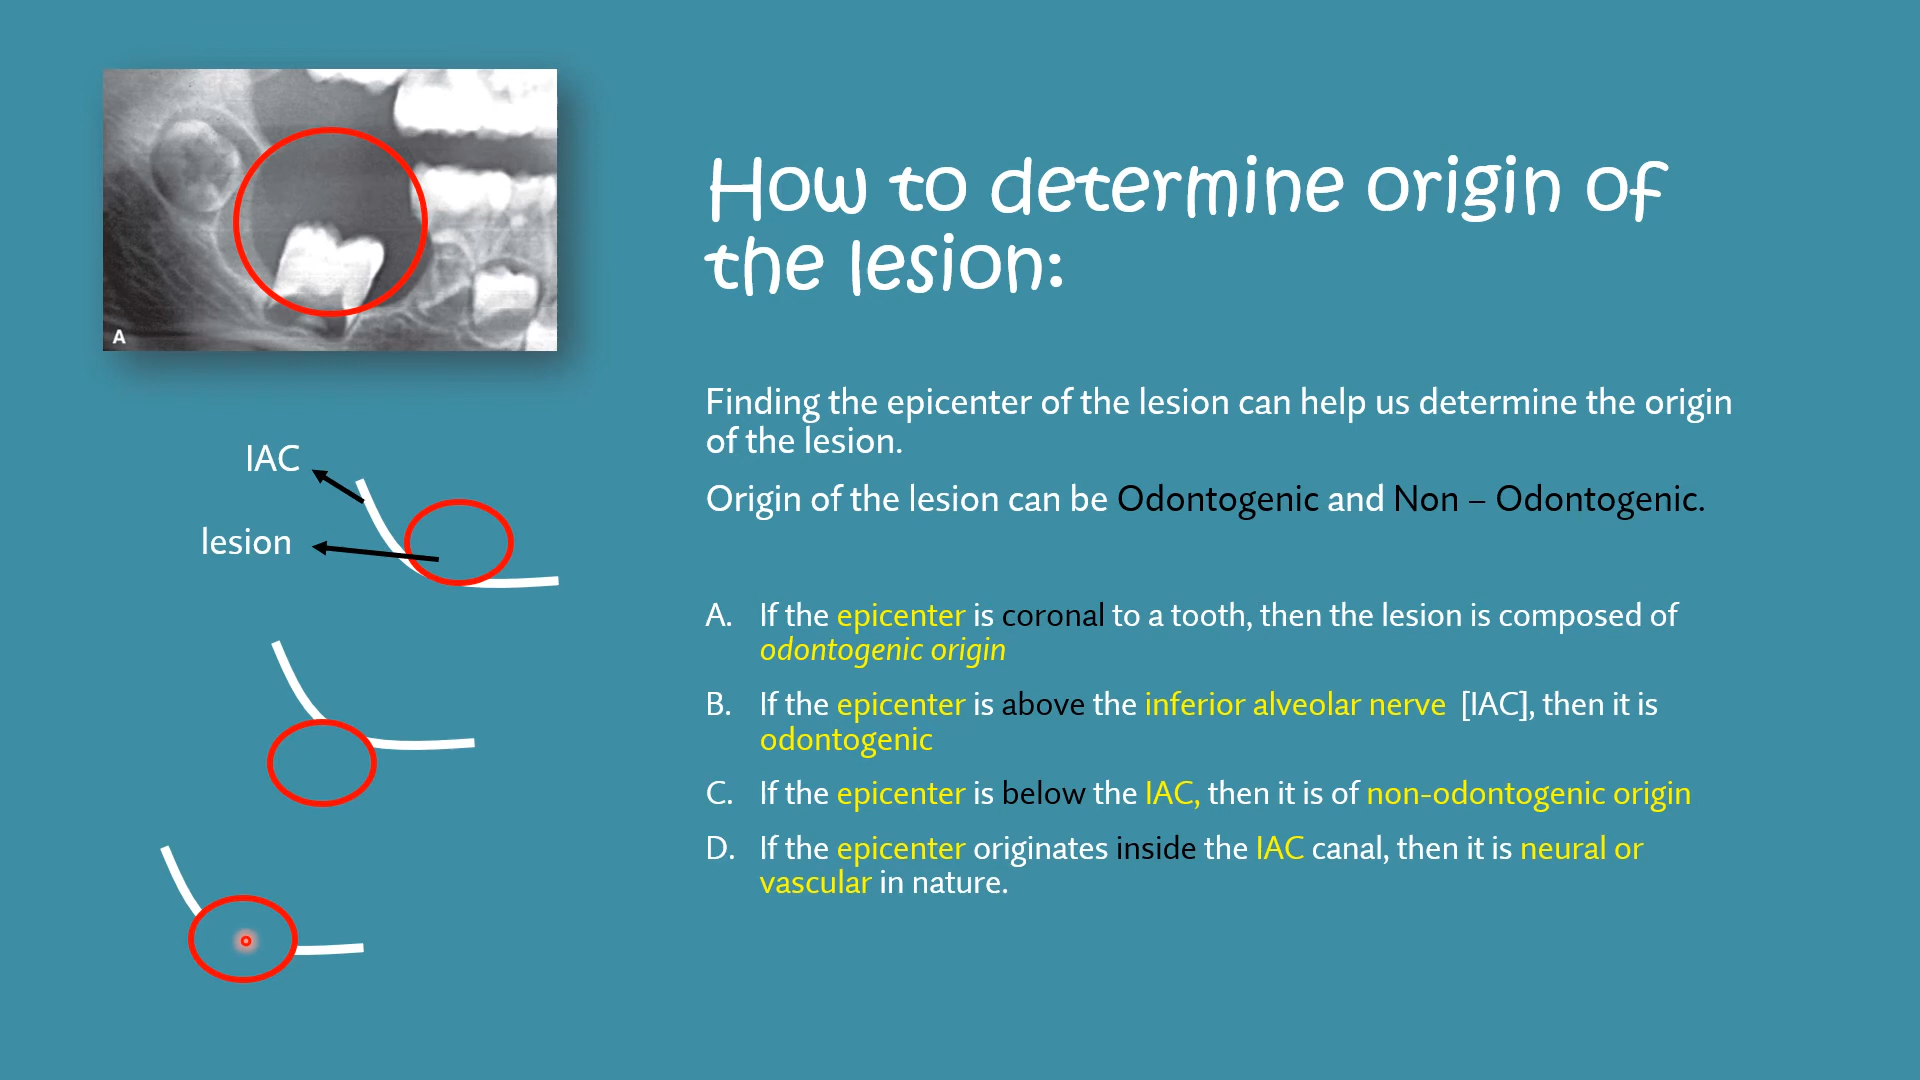 A
IAC
lesion
How to determine origin of
the lesion:
Finding the epicenter of the lesion can help us determine the origin
of the lesion.
Origin of the lesion can be Odontogenic and Non – Odontogenic.
A. If the epicenter is coronal to a tooth, then the lesion is composed of
odontogenic origin
B. If the epicenter is above the inferior alveolar nerve [IAC], then it is
odontogenic
C. If the epicenter is below the IAC, then it is of non-odontogenic origin
D. If the epicenter originates inside the IAC canal, then it is neural or
vascular in nature.